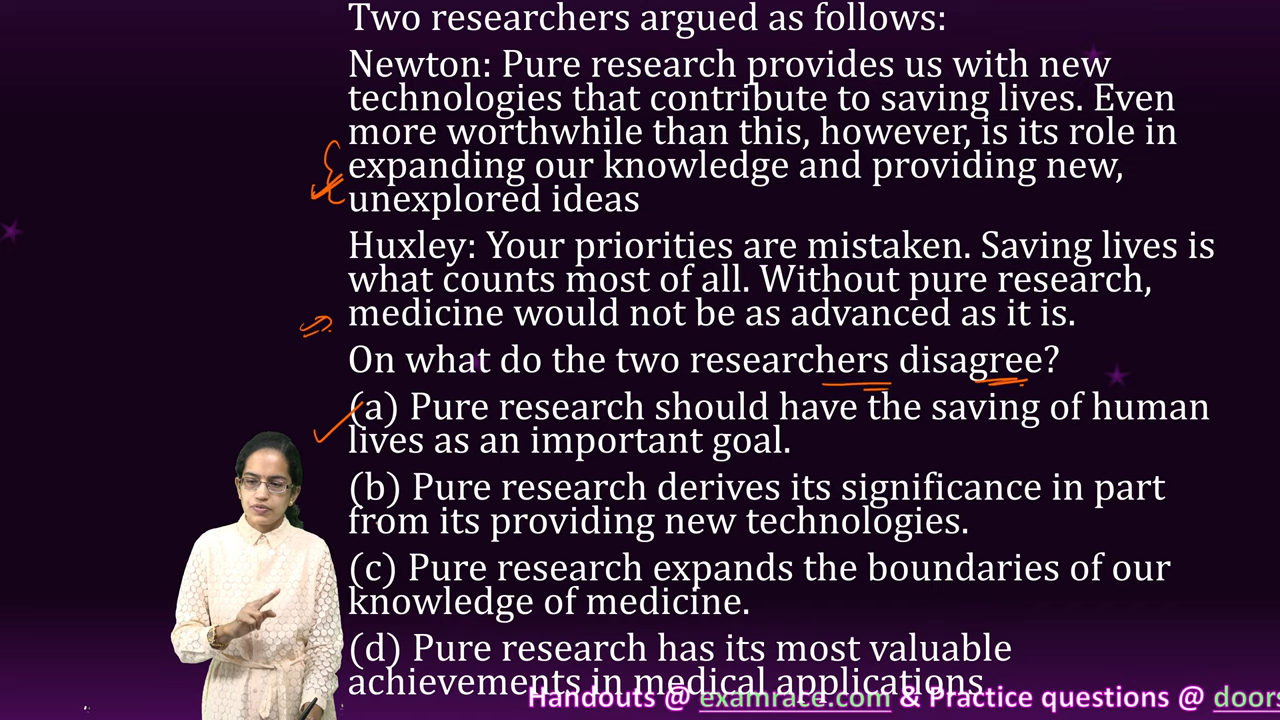 Two researchers argued as follows:
Newton: Pure research provides us with new
technologies that contribute to saving lives. Even
more worthwhile than this, however, is its role in
expanding our knowledge and providing new,
unexplored ideas
Huxley: Your priorities are mistaken. Saving lives is
what counts most of all. Without pure research,
medicine would not be as advanced as it is.
On what do the two researchers disagree?
(a) Pure research should have the saving of human
lives as an important goal.
(b) Pure research derives its significance in part
from its providing new technologies.
(c) Pure research expands the boundaries of our
knowledge of medicine.
(d) Pure research has its most valuable
achievements in medical applications
Handouts @ examrace.com & Practice questions @ doors